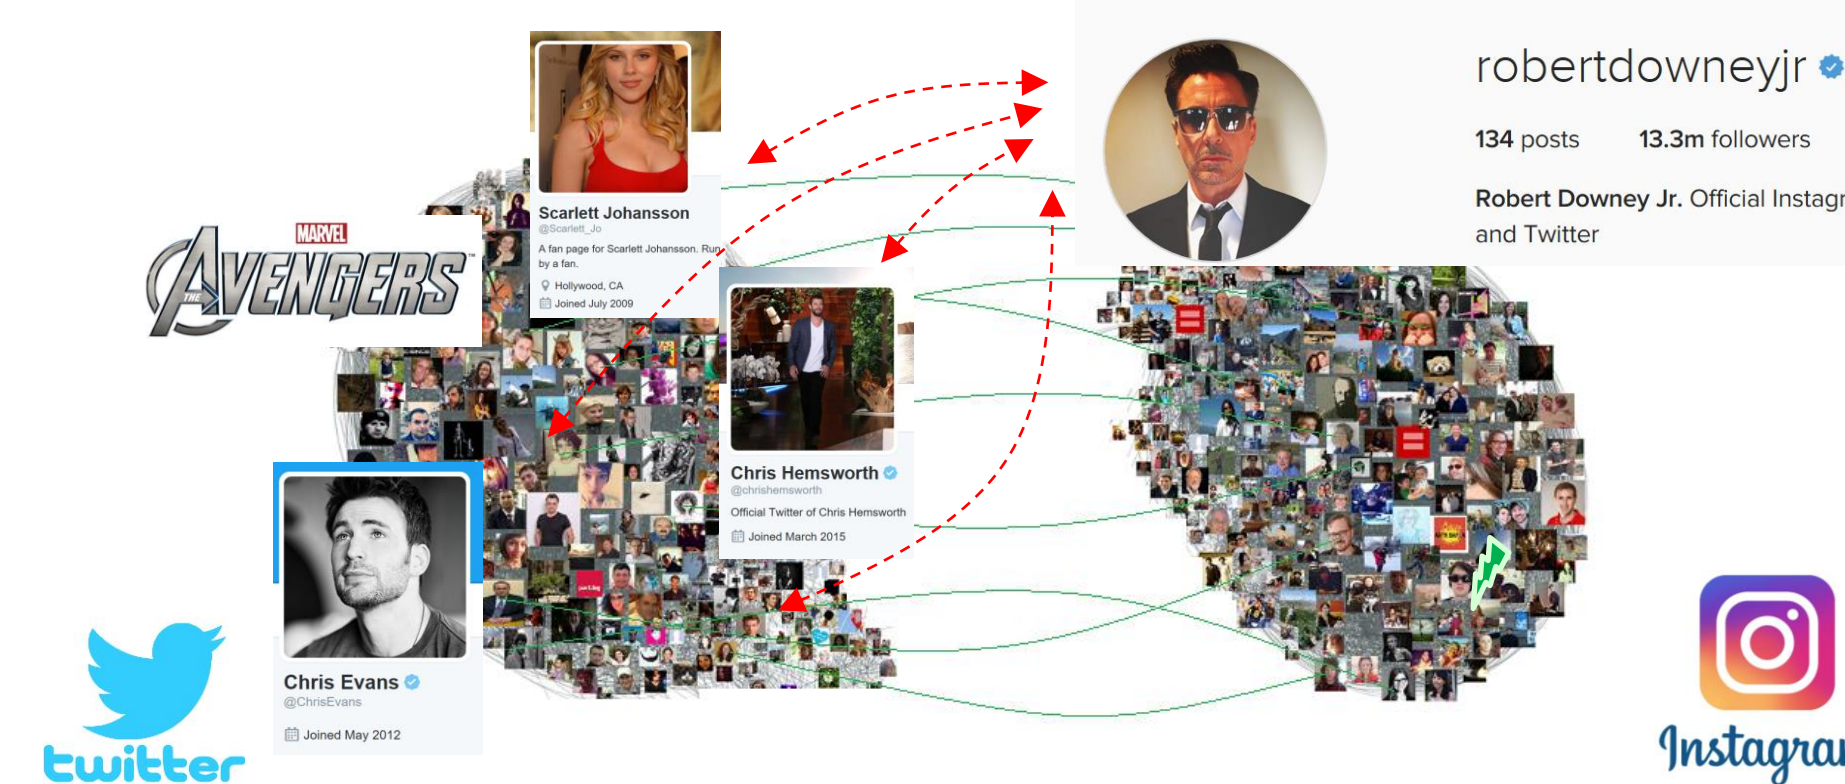 robertdowneyjr
134 posts 13.3m followers
Robert Downey Jr. Official Instagr
and Twitter
Scarlett Johansson
@Scarlett_Jo
A fan page for Scarlett Johansson. Run
by a fan.
Hollywood, CA
Joined July 2009
MARVEL
THE AVENGERS™
Chris Hemsworth
@chrishemsworth
Official Twitter of Chris Hemsworth
Joined March 2015
Chris Evans
@ChrisEvans
Joined May 2012
twitter
Instagram